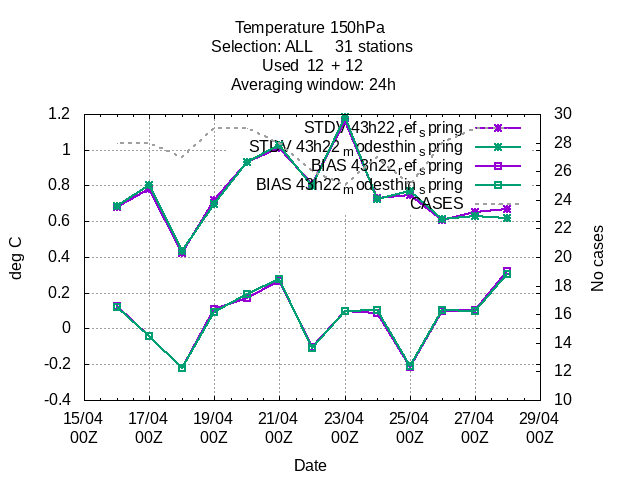 Temperature 150hPa
Selection: ALL     31 stations
Used  12 + 12
Averaging window: 24h
1.2
1
0.8
0.6
0.4
0.2
0
-0.2
-0.4
deg C
30
28
26
24
22
20
18
16
14
12
10
No cases
STDV 43h22_ref_spring
STDV 43h22_modesthin_spring
BIAS 43h22_ref_spring
BIAS 43h22_modesthin_spring
CASES
15/04 17/04 19/04 21/04 23/04 25/04 27/04 29/04
00Z 00Z 00Z 00Z 00Z 00Z 00Z 00Z
Date